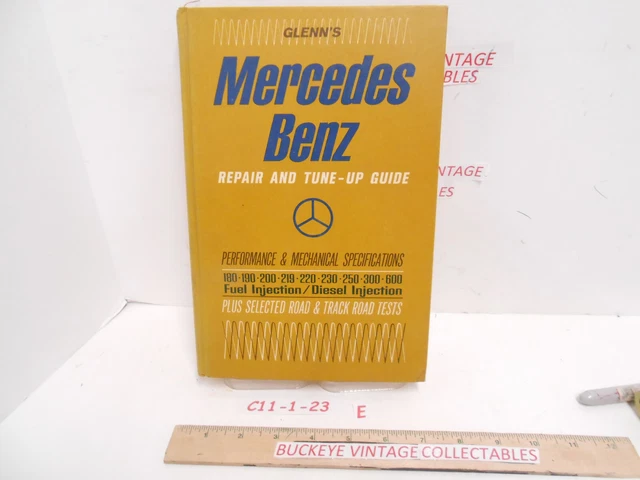 GLENN'S
Mercedes
Benz
REPAIR AND TUNE-UP GUIDE
PERFORMANCE & MECHANICAL SPECIFICATIONS
180·190·200·219·220·230·250·300·600
Fuel Injection/Diesel Injection
PLUS SELECTED ROAD & TRACK ROAD TESTS
NTAGE
BLES
NTAGE
ES
C11-1-23 E
BUCKEYE VINTAGE COLLECTABLES